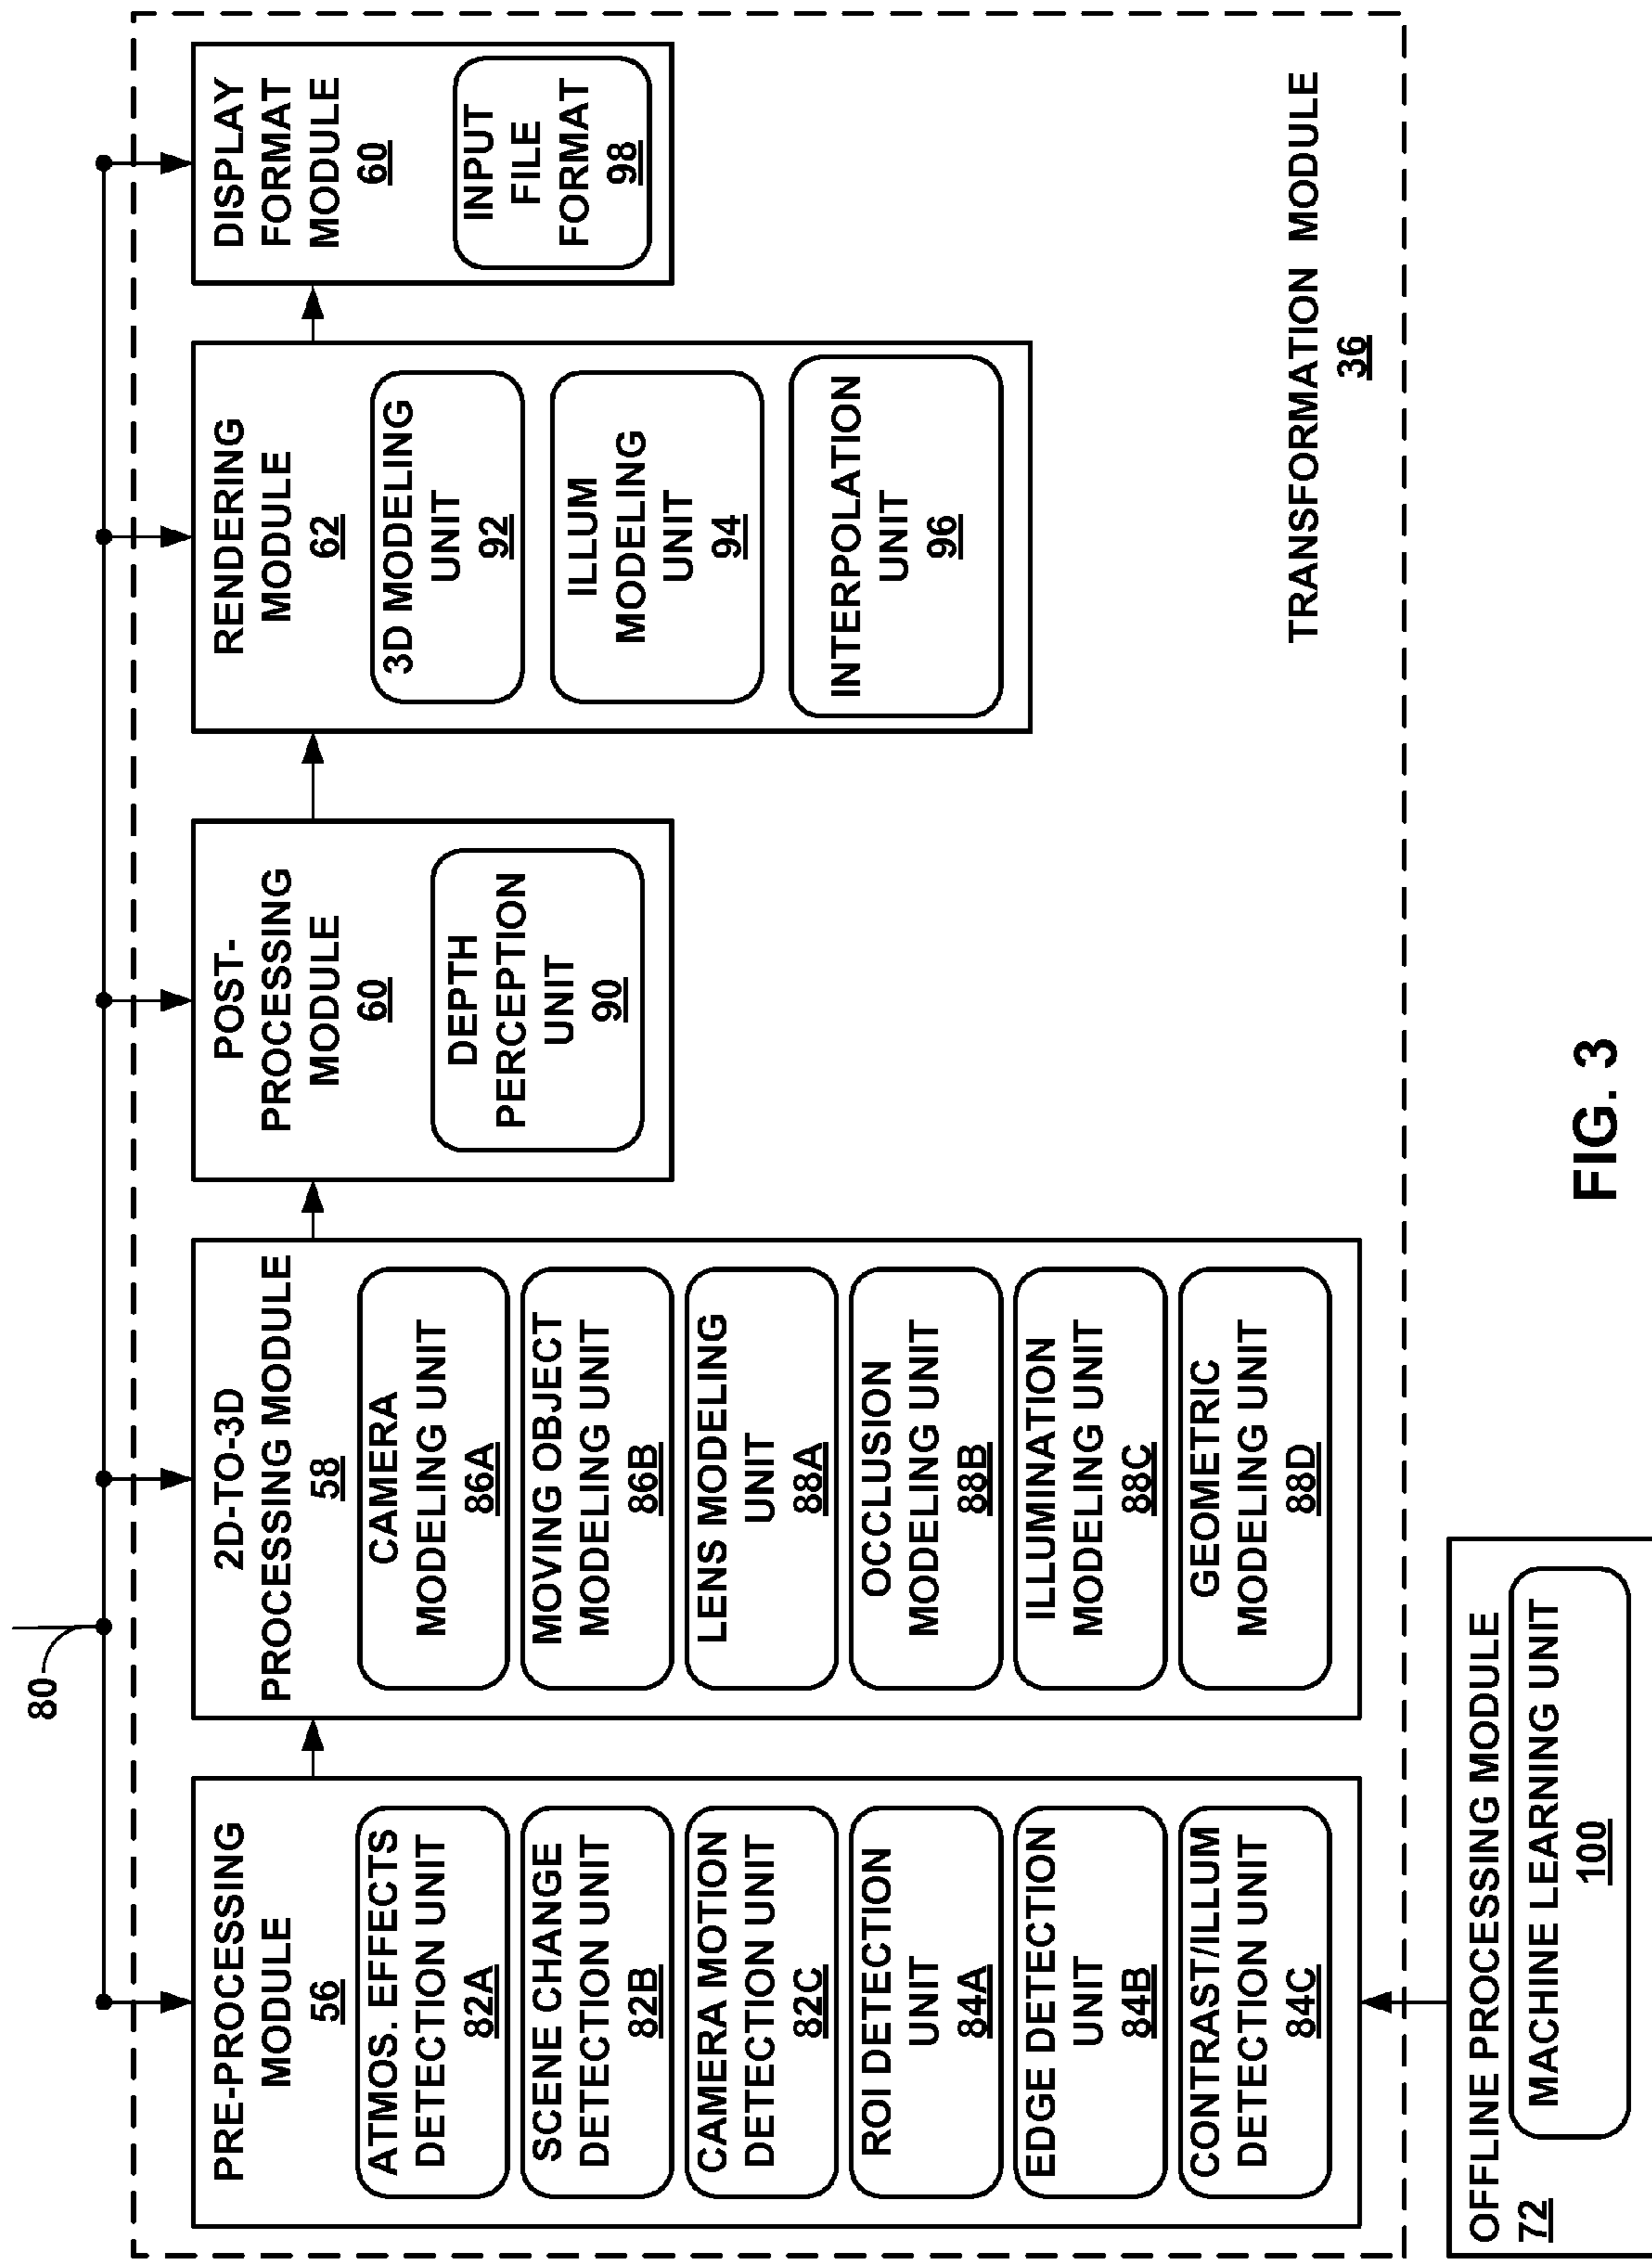 80
PRE-PROCESSING
MODULE
56
ATMOS. EFFECTS
DETECTION UNIT
82A
SCENE CHANGE
DETECTION UNIT
82B
CAMERA MOTION
DETECTION UNIT
82C
ROI DETECTION
UNIT
84A
EDGE DETECTION
UNIT
84B
CONTRAST/ILLUM
DETECTION UNIT
84C
2D-TO-3D
PROCESSING MODULE
58
CAMERA
MODELING UNIT
86A
MOVING OBJECT
MODELING UNIT
86B
LENS MODELING
UNIT
88A
OCCLUSION
MODELING UNIT
88B
ILLUMINATION
MODELING UNIT
88C
GEOMETRIC
MODELING UNIT
88D
POST-
PROCESSING
MODULE
60
DEPTH
PERCEPTION
UNIT
90
RENDERING
MODULE
62
3D MODELING
UNIT
92
ILLUM
MODELING
UNIT
94
INTERPOLATION
UNIT
96
DISPLAY
FORMAT
MODULE
60
INPUT
FILE
FORMAT
98
TRANSFORMATION MODULE
36
OFFLINE PROCESSING MODULE
72
MACHINE LEARNING UNIT
100
FIG. 3